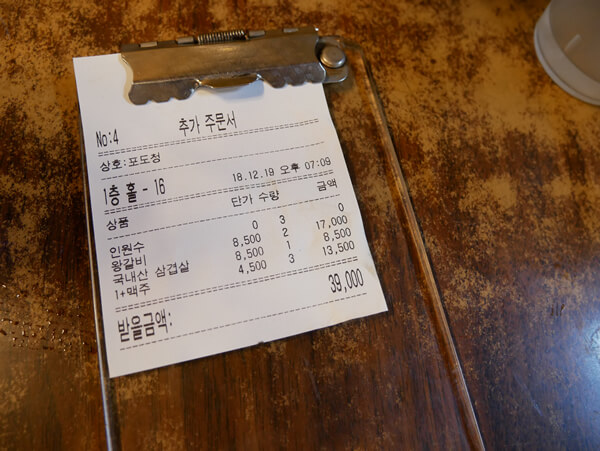 추가 주문서
No:4
상호:포도청
1층홀-16 18.12.19 오후 07:09
상품 단가 수량 금액
인원수 0 3 0
왕갈비 8,500 2 17,000
국내산 삼겹살 8,500 1 8,500
1+맥주 4,500 3 13,500
받을금액: 39,000